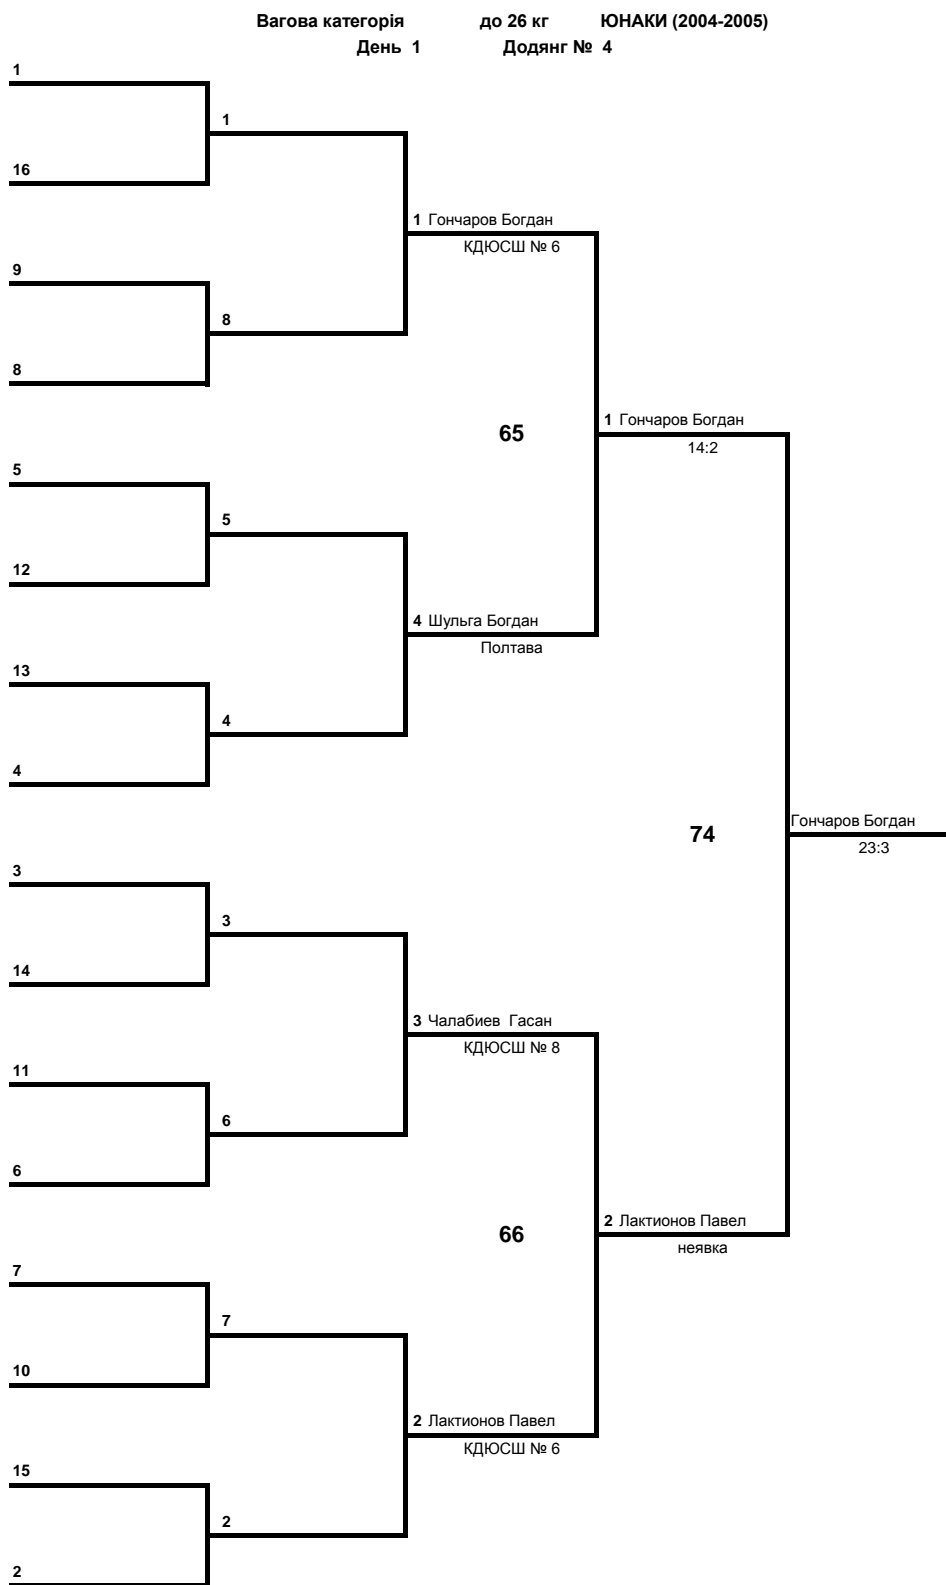 Вагова категорія до 26 кг ЮНАКИ (2004-2005)
День 1 Додянг № 4
1
1
16
1 Гончаров Богдан
КДЮСШ № 6
9
8
8
1 Гончаров Богдан
65
14:2
5
5
12
4 Шульга Богдан
Полтава
13
4
4
Гончаров Богдан
74
23:3
3
3
14
3 Чалабиев Гасан
КДЮСШ № 8
11
6
6
2 Лактионов Павел
66
неявка
7
7
10
2 Лактионов Павел
КДЮСШ № 6
15
2
2